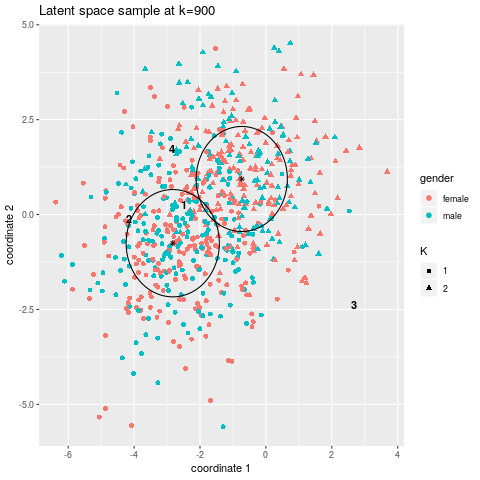 Latent space sample at k=900
5.0
2.5
0.0
-2.5
-5.0
coordinate 2
4
1
2
3
-6
-4
-2
0
2
4
coordinate 1
gender
female
male
K
1
2